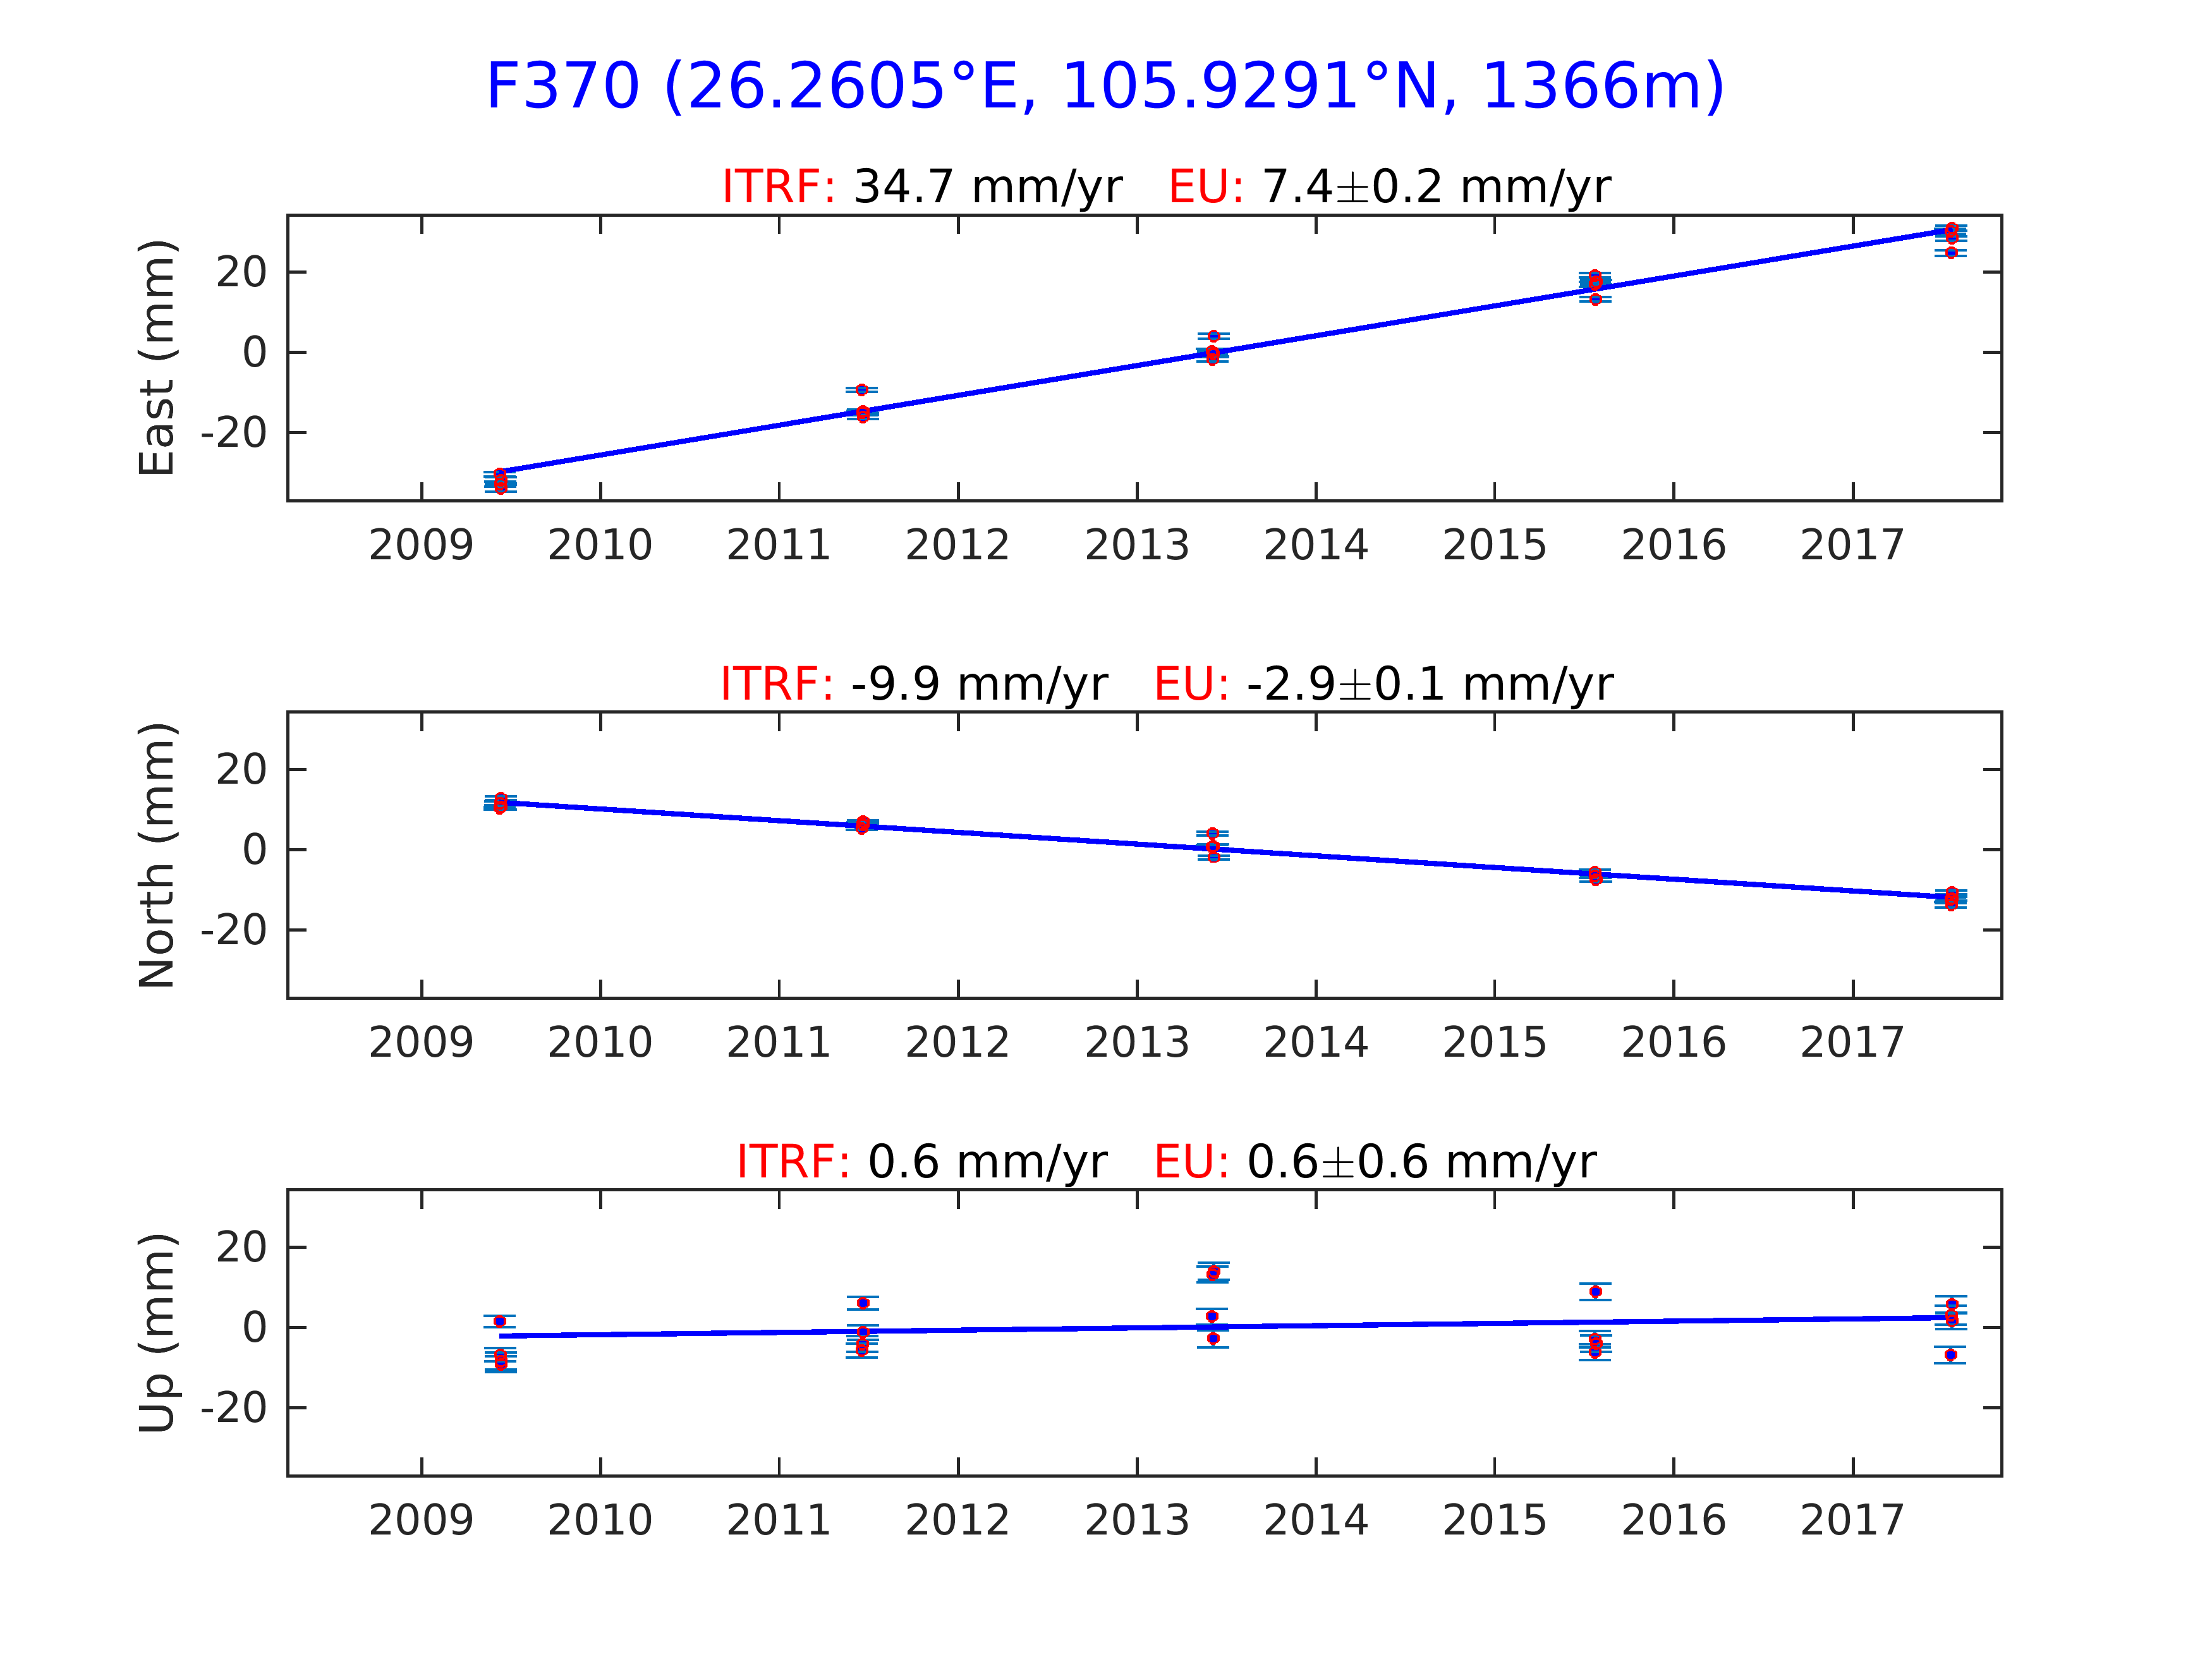 F370 (26.2605°E, 105.9291°N, 1366m)
ITRF: 34.7 mm/yr EU: 7.4±0.2 mm/yr
East (mm)
20
0
-20
2009 2010 2011 2012 2013 2014 2015 2016 2017
ITRF: -9.9 mm/yr EU: -2.9±0.1 mm/yr
North (mm)
20
0
-20
2009 2010 2011 2012 2013 2014 2015 2016 2017
ITRF: 0.6 mm/yr EU: 0.6±0.6 mm/yr
Up (mm)
20
0
-20
2009 2010 2011 2012 2013 2014 2015 2016 2017